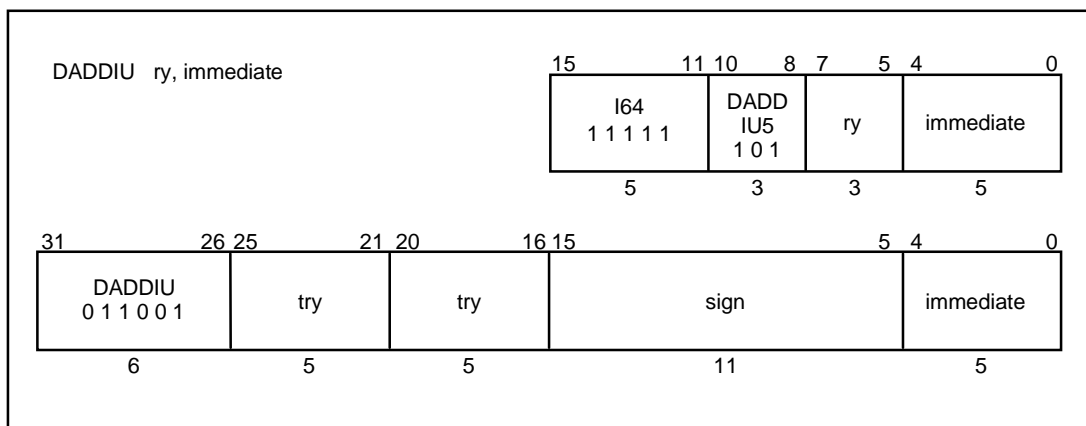 DADDIU ry, immediate
15 11 10 8 7 5 4 0
I64
1 1 1 1 1
DADD
IU5
1 0 1
ry
immediate
5 3 3 5
31 26 25 21 20 16 15 5 4 0
DADDIU
0 1 1 0 0 1
try
try
sign
immediate
6 5 5 11 5